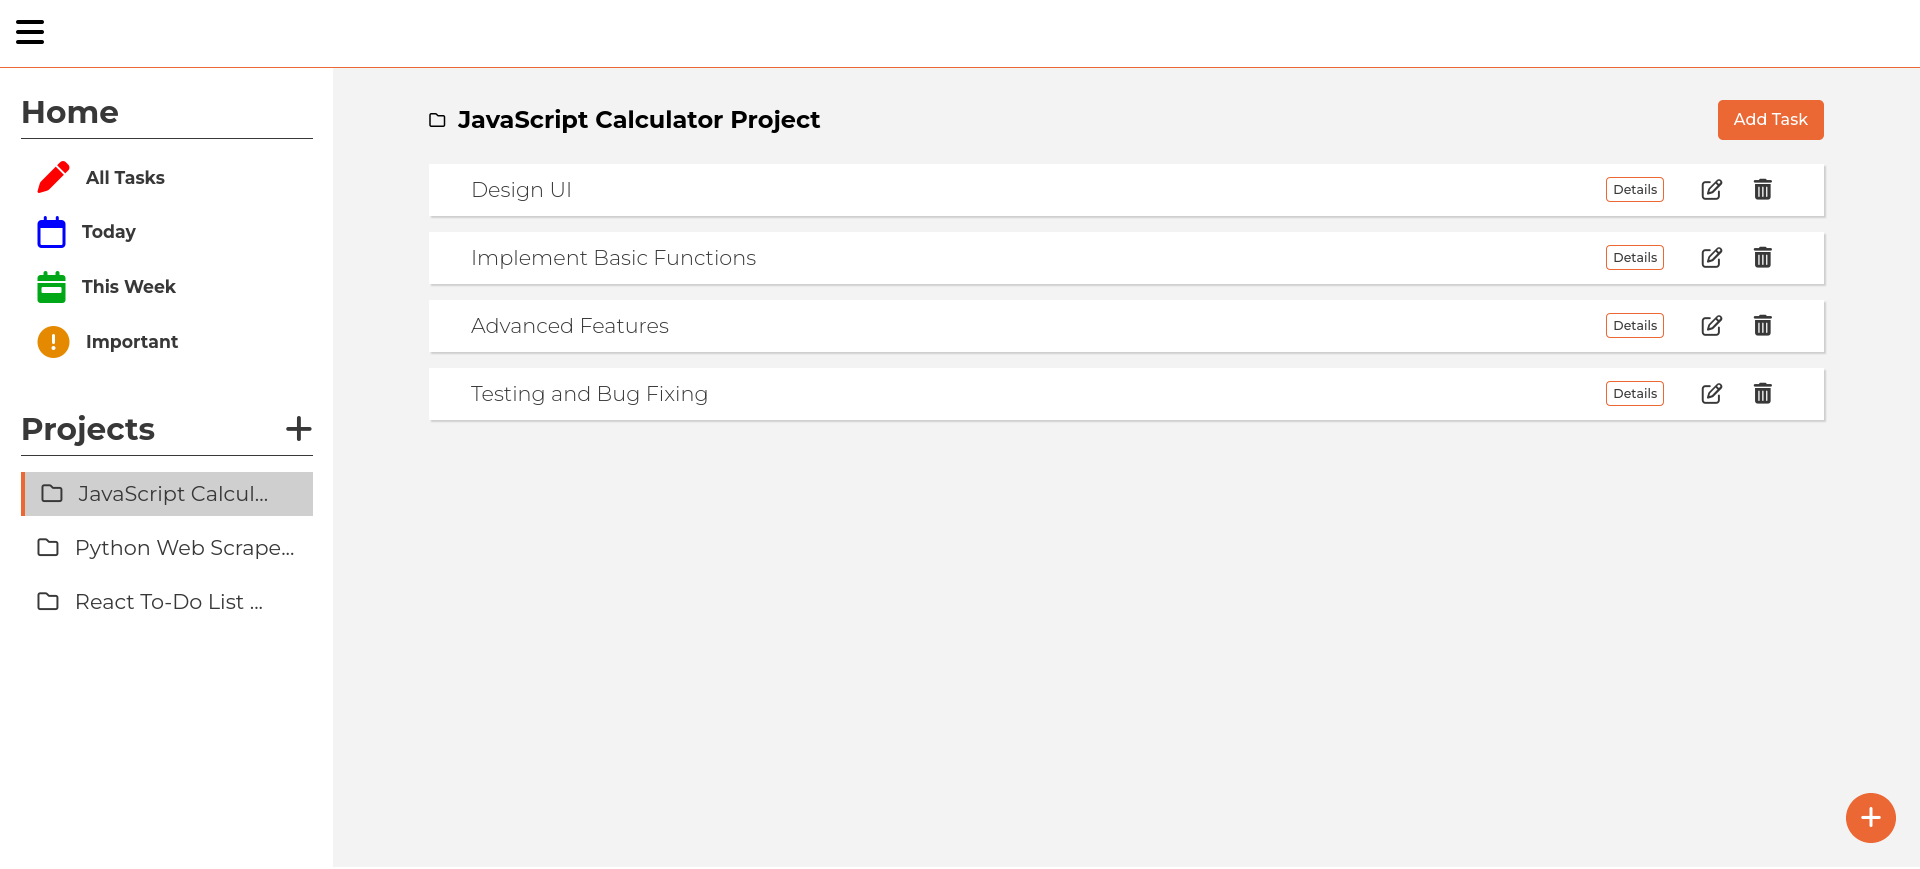 Home
All Tasks
Today
This Week
Important
Projects
JavaScript Calcul...
Python Web Scrape...
React To-Do List ...
JavaScript Calculator Project
Add Task
Design UI
Details
Implement Basic Functions
Details
Advanced Features
Details
Testing and Bug Fixing
Details